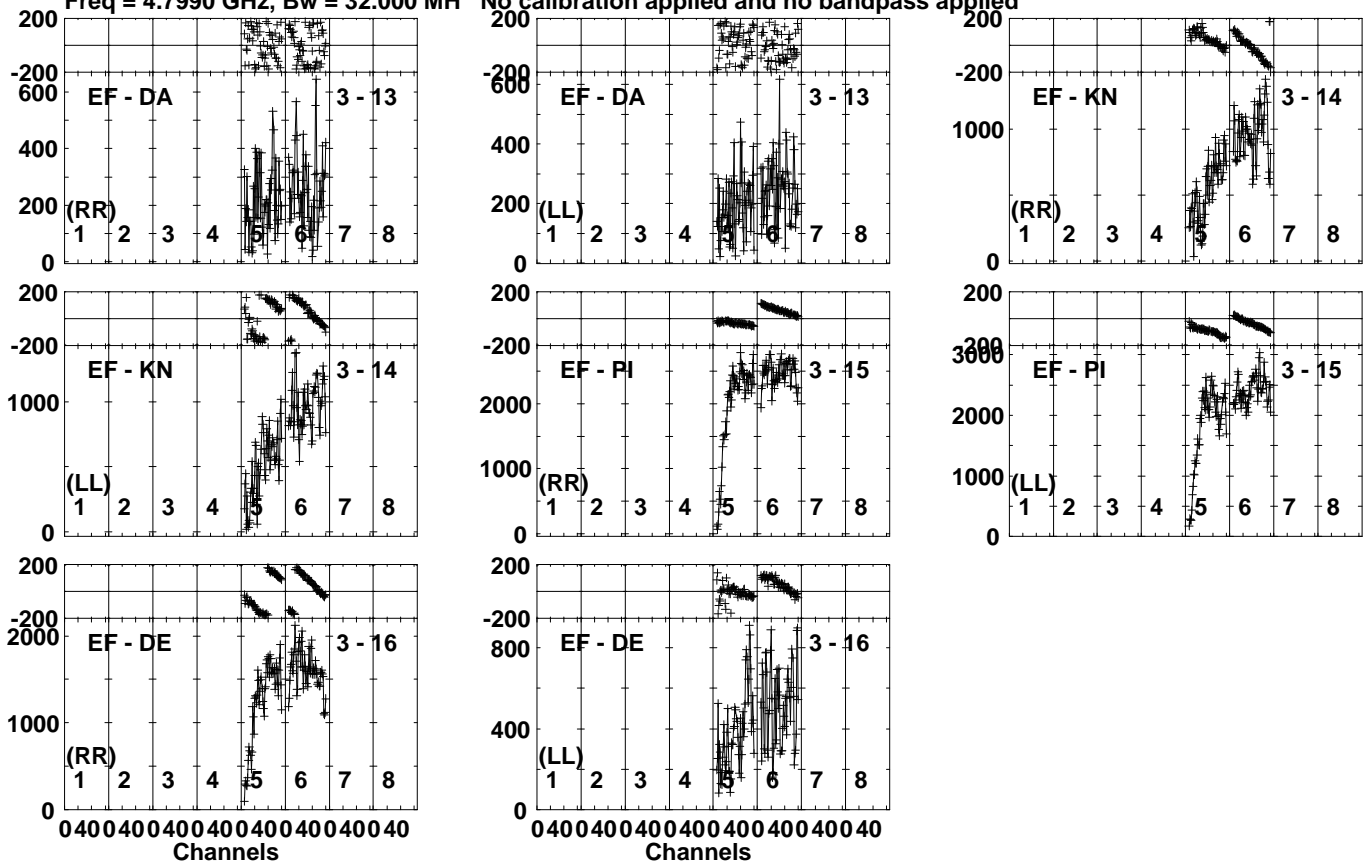 Freq = 4.7990 GHz, Bw = 32.000 MH No calibration applied and no bandpass applied
200
-200
EF - DA 3 - 13
600
400
200
0
(RR)
1 2 3 4 5 6 7 8
200
-200
EF - DA 3 - 13
600
400
200
0
(LL)
1 2 3 4 5 6 7 8
200
-200
EF - KN 3 - 14
1000
0
(RR)
1 2 3 4 5 6 7 8
200
-200
EF - KN 3 - 14
1000
0
(LL)
1 2 3 4 5 6 7 8
200
-200
EF - PI 3 - 15
2000
1000
0
(RR)
1 2 3 4 5 6 7 8
200
-200
EF - PI 3 - 15
3000
2000
1000
0
(LL)
1 2 3 4 5 6 7 8
200
-200
EF - DE 3 - 16
2000
1000
0
(RR)
1 2 3 4 5 6 7 8
0 40 0 40 0 40 0 40 0 40 0 40 0 40 0 40
Channels
200
-200
EF - DE 3 - 16
800
400
0
(LL)
1 2 3 4 5 6 7 8
0 40 0 40 0 40 0 40 0 40 0 40 0 40 0 40
Channels